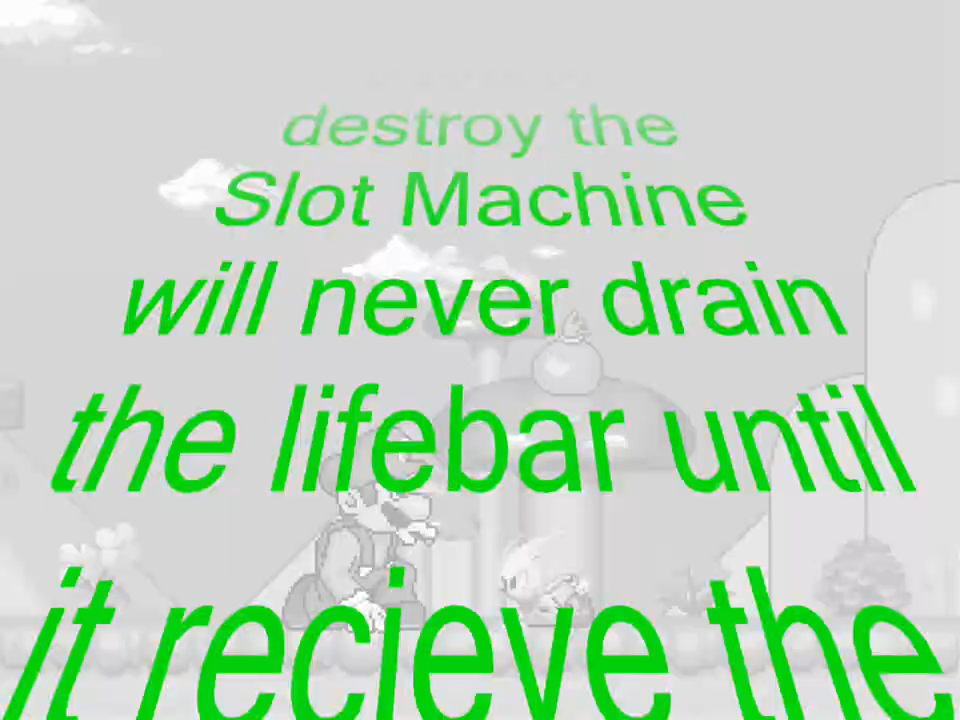 destroy the
Slot Machine
will never drain
the lifebar until
it recieve the